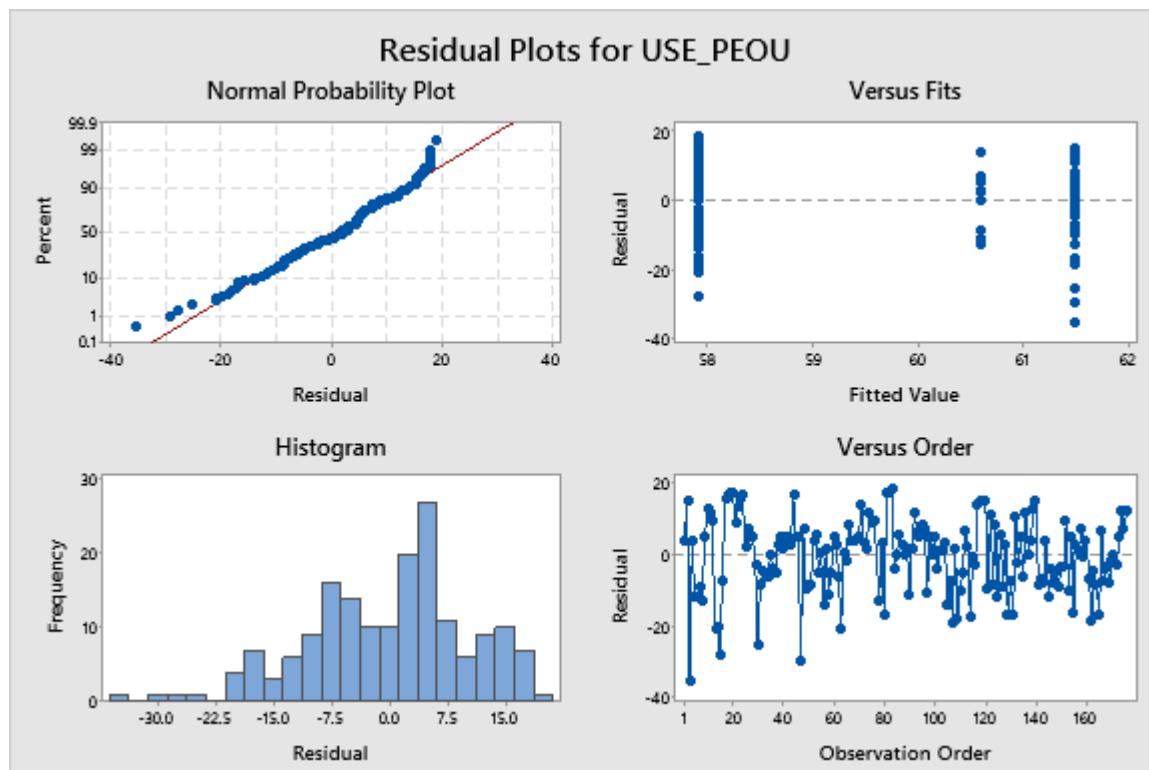 Residual Plots for USE_PEOU
Normal Probability Plot
99.9
99
90
50
10
1
0.1
Percent
-40 -20 0 20 40
Residual
Versus Fits
20
0
-20
-40
Residual
58 59 60 61 62
Fitted Value
Histogram
30
20
10
0
Frequency
-30.0 -22.5 -15.0 -7.5 0.0 7.5 15.0
Residual
Versus Order
20
0
-20
-40
Residual
1 20 40 60 80 100 120 140 160
Observation Order